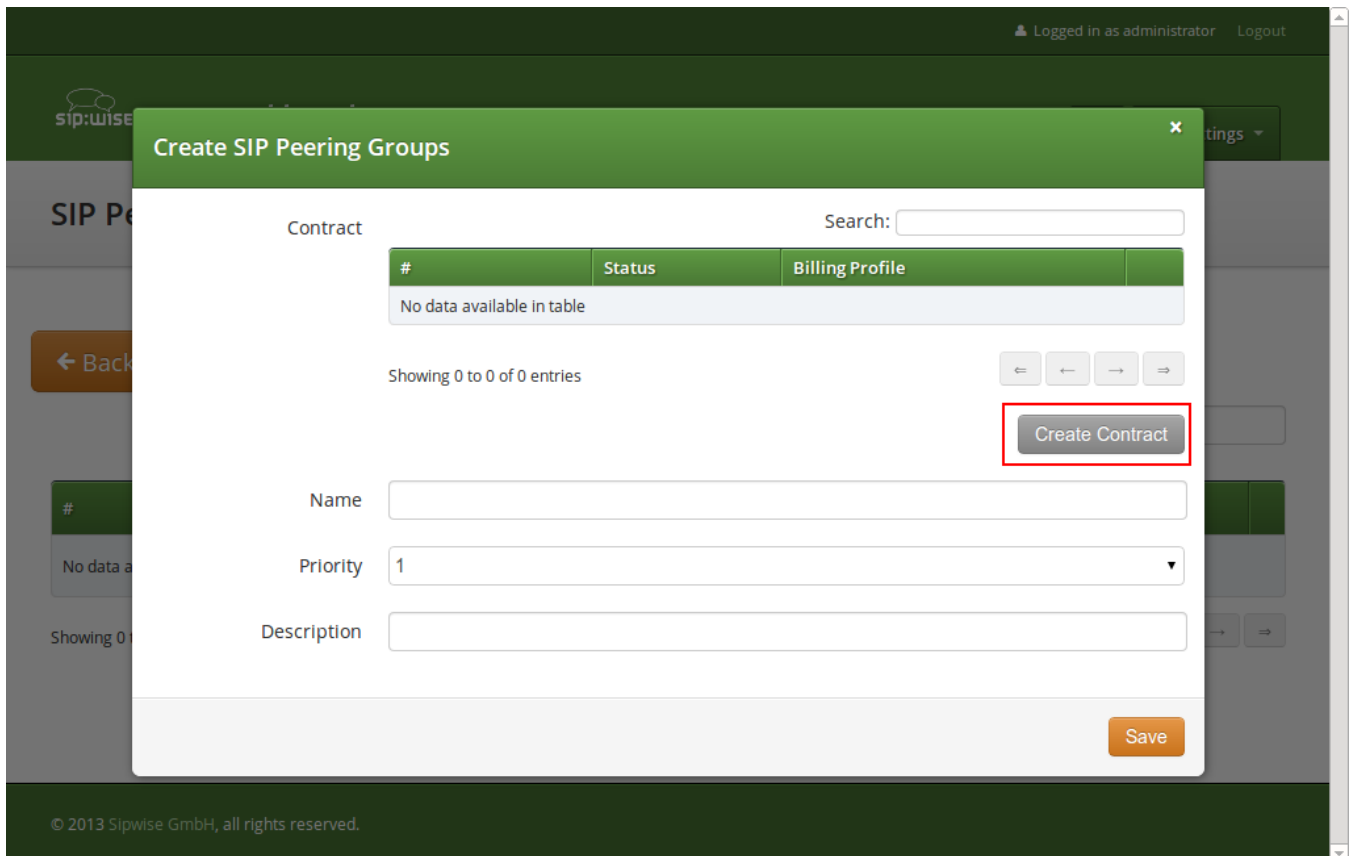 Logged in as administrator Logout
sip:wise
tings
Create SIP Peering Groups
×
SIP Pe
Contract
Search:
# Status Billing Profile
No data available in table
← Back
Showing 0 to 0 of 0 entries
⇐ ← → ⇒
Create Contract
Name
#
Priority 1
No data a
Description
Showing 0 t
→ ⇒
Save
© 2013 Sipwise GmbH, all rights reserved.